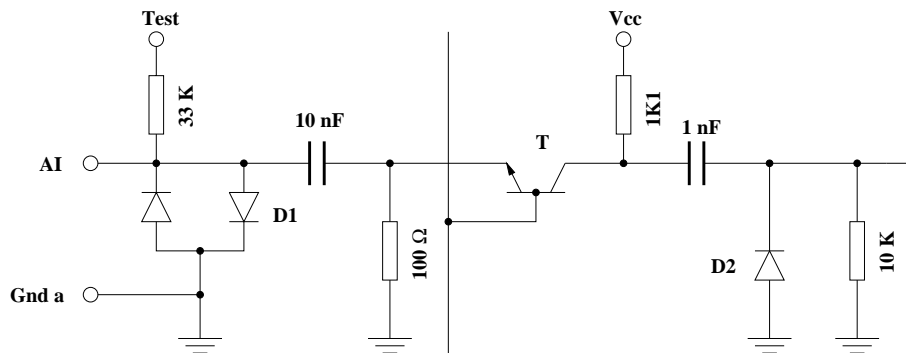 Test
Vcc
33 K
1K1
10 nF
1 nF
T
AI
D1
100 Ω
D2
10 K
Gnd a